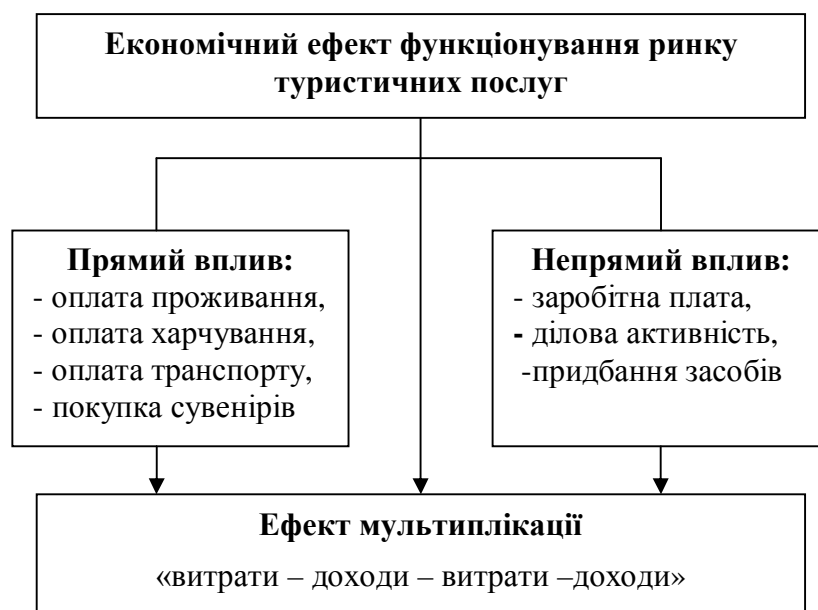 Економічний ефект функціонування ринку
туристичних послуг
Прямий вплив:
- оплата проживання,
- оплата харчування,
- оплата транспорту,
- покупка сувенірів
Непрямий вплив:
- заробітна плата,
- ділова активність,
-придбання засобів
Ефект мультиплікації
«витрати – доходи – витрати –доходи»